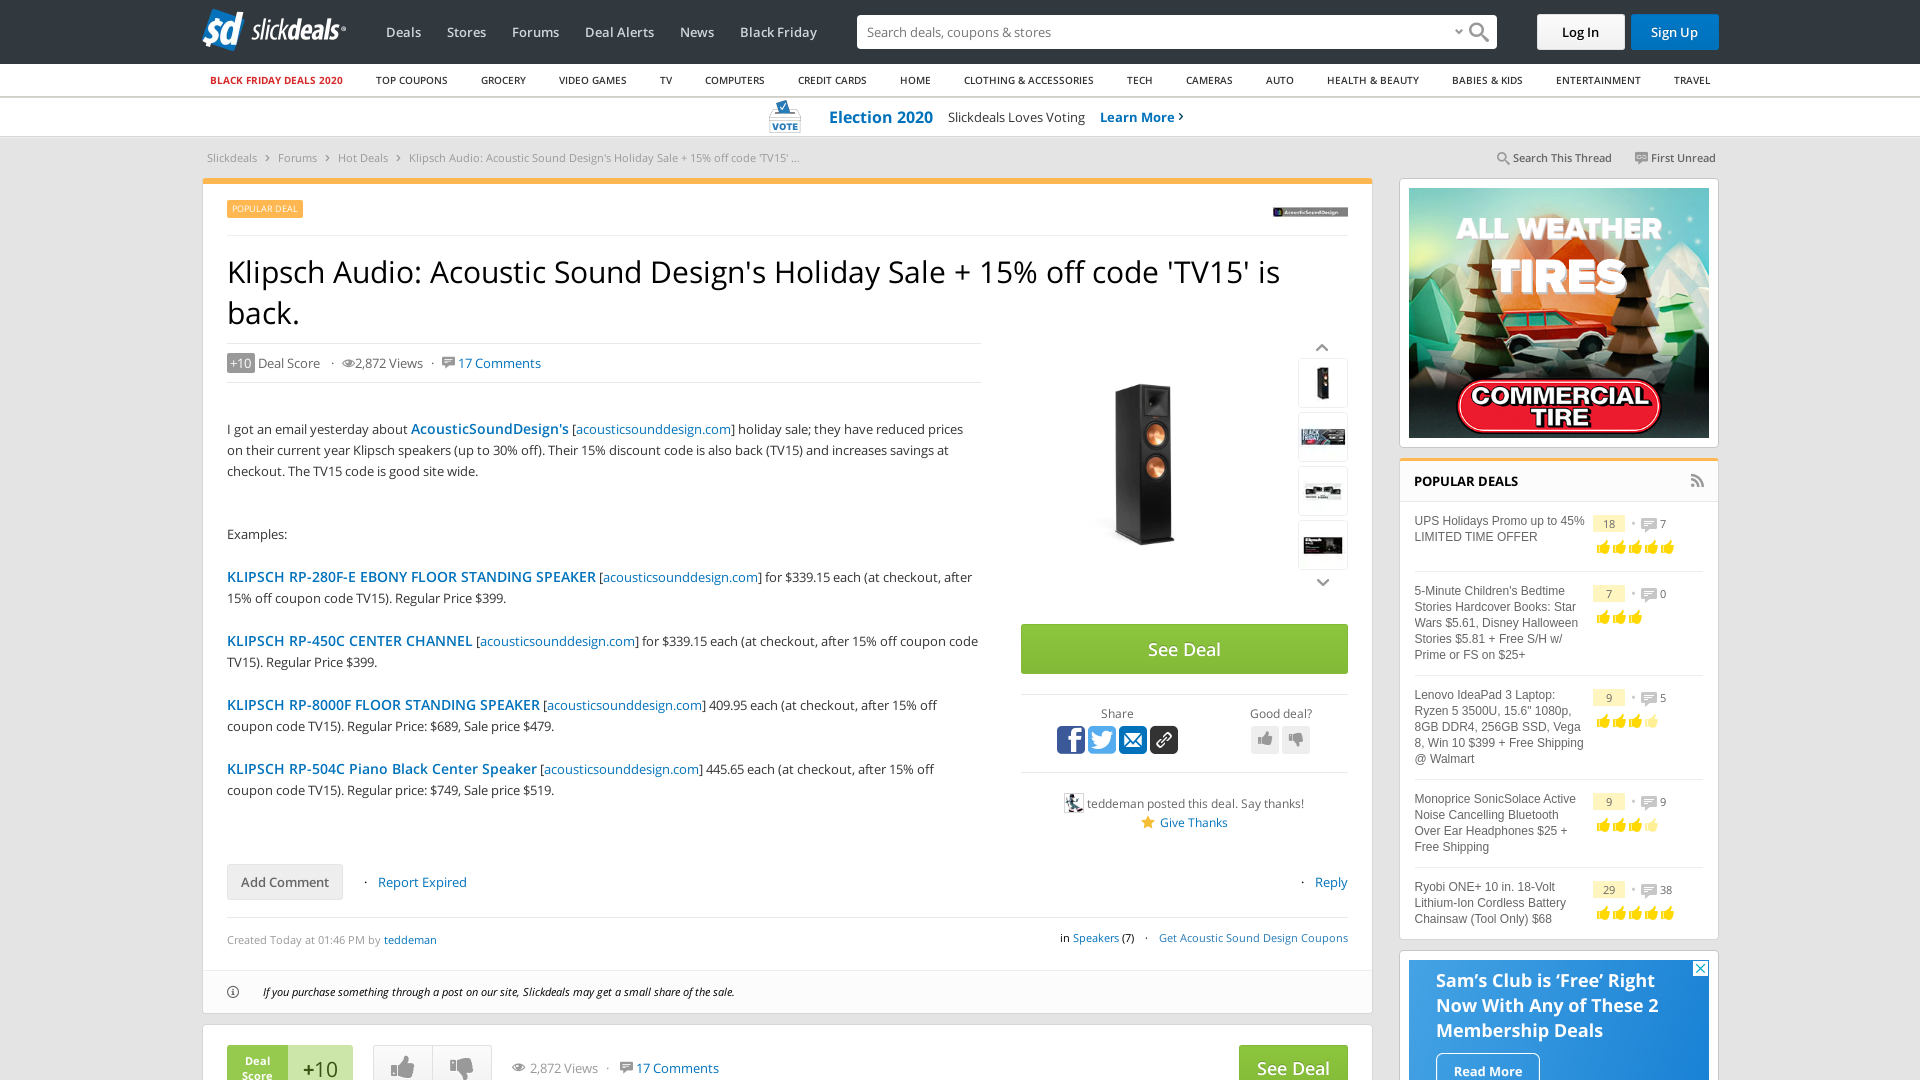 sd slickdeals
Deals Stores Forums Deal Alerts News Black Friday
Search deals, coupons & stores
Log In Sign Up
BLACK FRIDAY DEALS 2020 TOP COUPONS GROCERY VIDEO GAMES TV COMPUTERS CREDIT CARDS HOME CLOTHING & ACCESSORIES TECH CAMERAS AUTO HEALTH & BEAUTY BABIES & KIDS ENTERTAINMENT TRAVEL
VOTE Election 2020 Slickdeals Loves Voting Learn More
Slickdeals Forums Hot Deals Klipsch Audio: Acoustic Sound Design's Holiday Sale + 15% off code 'TV15' ...
Search This Thread First Unread
POPULAR DEAL
AcousticSoundDesign
Klipsch Audio: Acoustic Sound Design's Holiday Sale + 15% off code 'TV15' is
back.
+10 Deal Score · 2,872 Views · 17 Comments
I got an email yesterday about AcousticSoundDesign's [acousticsounddesign.com] holiday sale; they have reduced prices
on their current year Klipsch speakers (up to 30% off). Their 15% discount code is also back (TV15) and increases savings at
checkout. The TV15 code is good site wide.
Examples:
KLIPSCH RP-280F-E EBONY FLOOR STANDING SPEAKER [acousticsounddesign.com] for $339.15 each (at checkout, after
15% off coupon code TV15). Regular Price $399.
KLIPSCH RP-450C CENTER CHANNEL [acousticsounddesign.com] for $339.15 each (at checkout, after 15% off coupon code
TV15). Regular Price $399.
KLIPSCH RP-8000F FLOOR STANDING SPEAKER [acousticsounddesign.com] 409.95 each (at checkout, after 15% off
coupon code TV15). Regular Price: $689, Sale price $479.
KLIPSCH RP-504C Piano Black Center Speaker [acousticsounddesign.com] 445.65 each (at checkout, after 15% off
coupon code TV15). Regular price: $749, Sale price $519.
See Deal
Share
Good deal?
teddeman posted this deal. Say thanks!
Give Thanks
Add Comment · Report Expired
· Reply
Created Today at 01:46 PM by teddeman
in Speakers (7) · Get Acoustic Sound Design Coupons
If you purchase something through a post on our site, Slickdeals may get a small share of the sale.
Deal
Score
+10
2,872 Views · 17 Comments
See Deal
ALL WEATHER
TIRES
COMMERCIAL
TIRE
POPULAR DEALS
UPS Holidays Promo up to 45%
LIMITED TIME OFFER
18 · 7
5-Minute Children's Bedtime
Stories Hardcover Books: Star
Wars $5.61, Disney Halloween
Stories $5.81 + Free S/H w/
Prime or FS on $25+
7 · 0
Lenovo IdeaPad 3 Laptop:
Ryzen 5 3500U, 15.6" 1080p,
8GB DDR4, 256GB SSD, Vega
8, Win 10 $399 + Free Shipping
@ Walmart
9 · 5
Monoprice SonicSolace Active
Noise Cancelling Bluetooth
Over Ear Headphones $25 +
Free Shipping
9 · 9
Ryobi ONE+ 10 in. 18-Volt
Lithium-Ion Cordless Battery
Chainsaw (Tool Only) $68
29 · 38
Sam's Club is ‘Free’ Right
Now With Any of These 2
Membership Deals
Read More